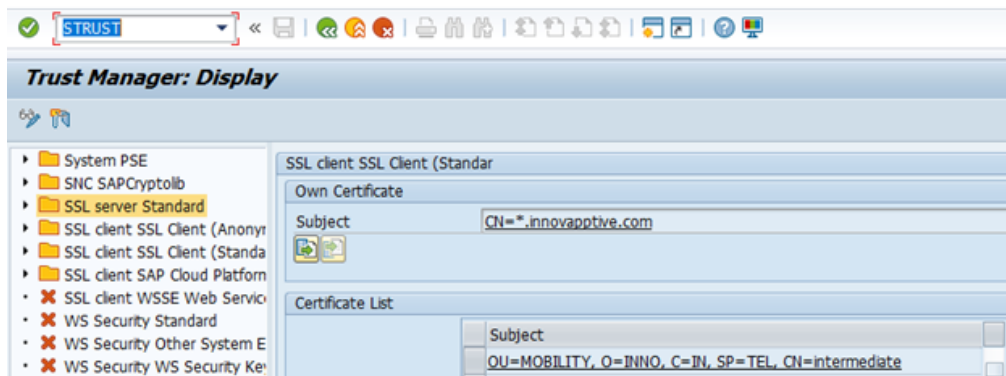 STRUST
Trust Manager: Display
System PSE
SNC SAPCryptolib
SSL server Standard
SSL client SSL Client (Anonyr
SSL client SSL Client (Standa
SSL client SAP Cloud Platform
SSL client WSSE Web Servic
WS Security Standard
WS Security Other System E
WS Security WS Security Key
SSL client SSL Client (Standar
Own Certificate
Subject
CN=*.innovapptive.com
Certificate List
Subject
OU=MOBILITY, O=INNO, C=IN, SP=TEL, CN=intermediate